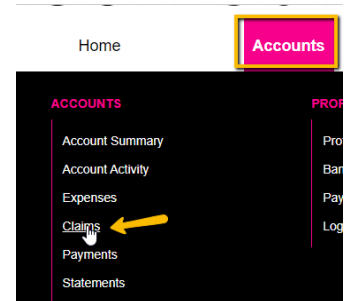 Home Accounts
ACCOUNTS
Account Summary
Account Activity
Expenses
Claims
Payments
Statements